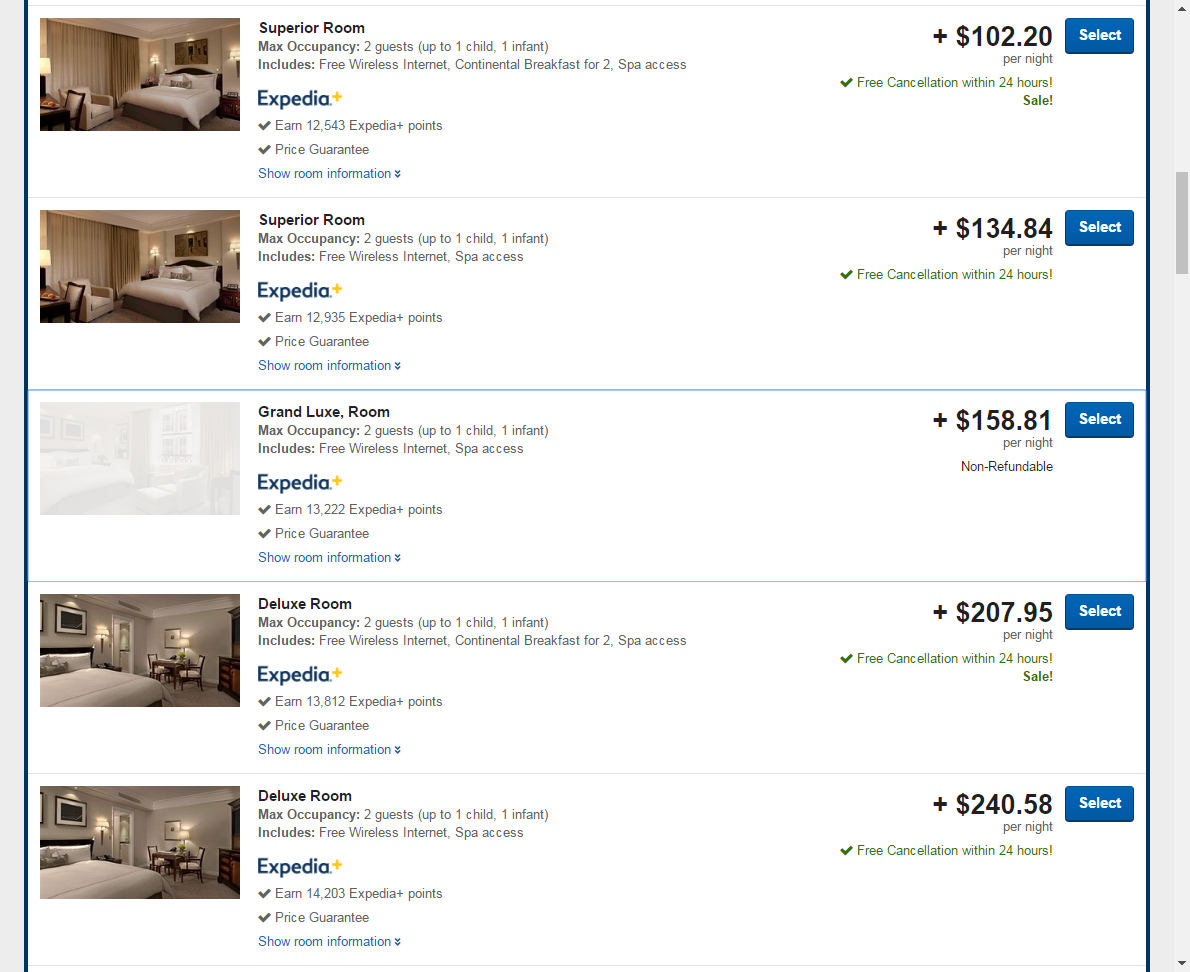 Superior Room
Max Occupancy: 2 guests (up to 1 child, 1 infant)
Includes: Free Wireless Internet, Continental Breakfast for 2, Spa access
Expedia+
Earn 12,543 Expedia+ points
Price Guarantee
Show room information
+ $102.20
per night
Free Cancellation within 24 hours!
Sale!
Select
Superior Room
Max Occupancy: 2 guests (up to 1 child, 1 infant)
Includes: Free Wireless Internet, Spa access
Expedia+
Earn 12,935 Expedia+ points
Price Guarantee
Show room information
+ $134.84
per night
Free Cancellation within 24 hours!
Select
Grand Luxe, Room
Max Occupancy: 2 guests (up to 1 child, 1 infant)
Includes: Free Wireless Internet, Spa access
Expedia+
Earn 13,222 Expedia+ points
Price Guarantee
Show room information
+ $158.81
per night
Non-Refundable
Select
Deluxe Room
Max Occupancy: 2 guests (up to 1 child, 1 infant)
Includes: Free Wireless Internet, Continental Breakfast for 2, Spa access
Expedia+
Earn 13,812 Expedia+ points
Price Guarantee
Show room information
+ $207.95
per night
Free Cancellation within 24 hours!
Sale!
Select
Deluxe Room
Max Occupancy: 2 guests (up to 1 child, 1 infant)
Includes: Free Wireless Internet, Spa access
Expedia+
Earn 14,203 Expedia+ points
Price Guarantee
Show room information
+ $240.58
per night
Free Cancellation within 24 hours!
Select